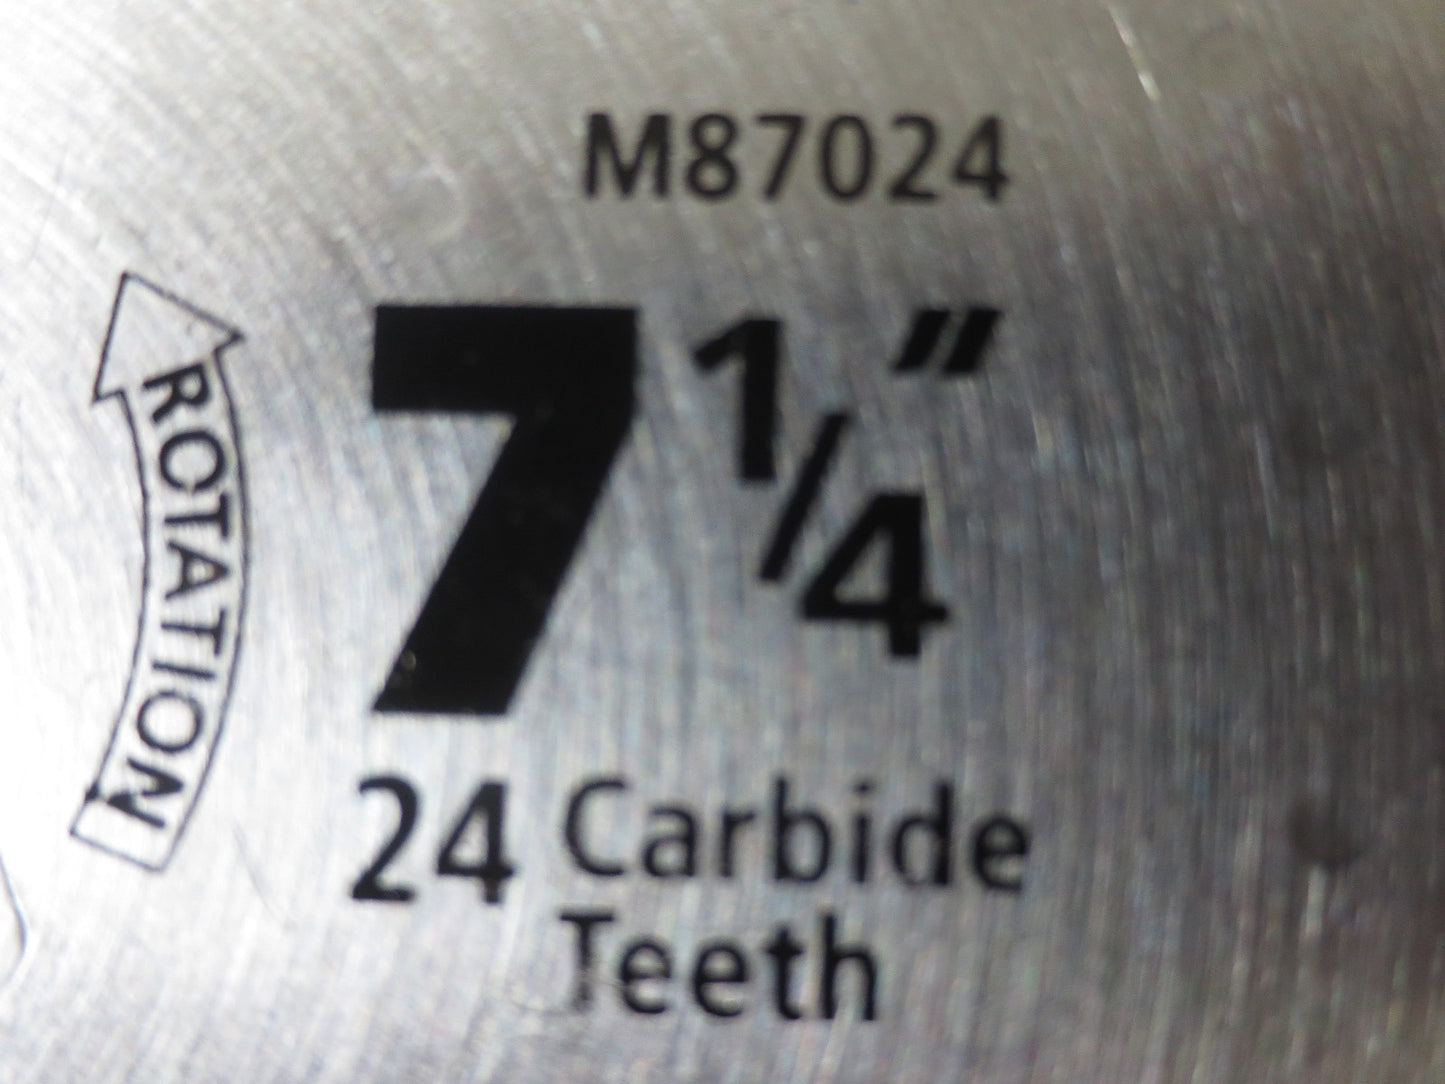 M87024
7 1/4"
24 Carbide
Teeth
ROTATION